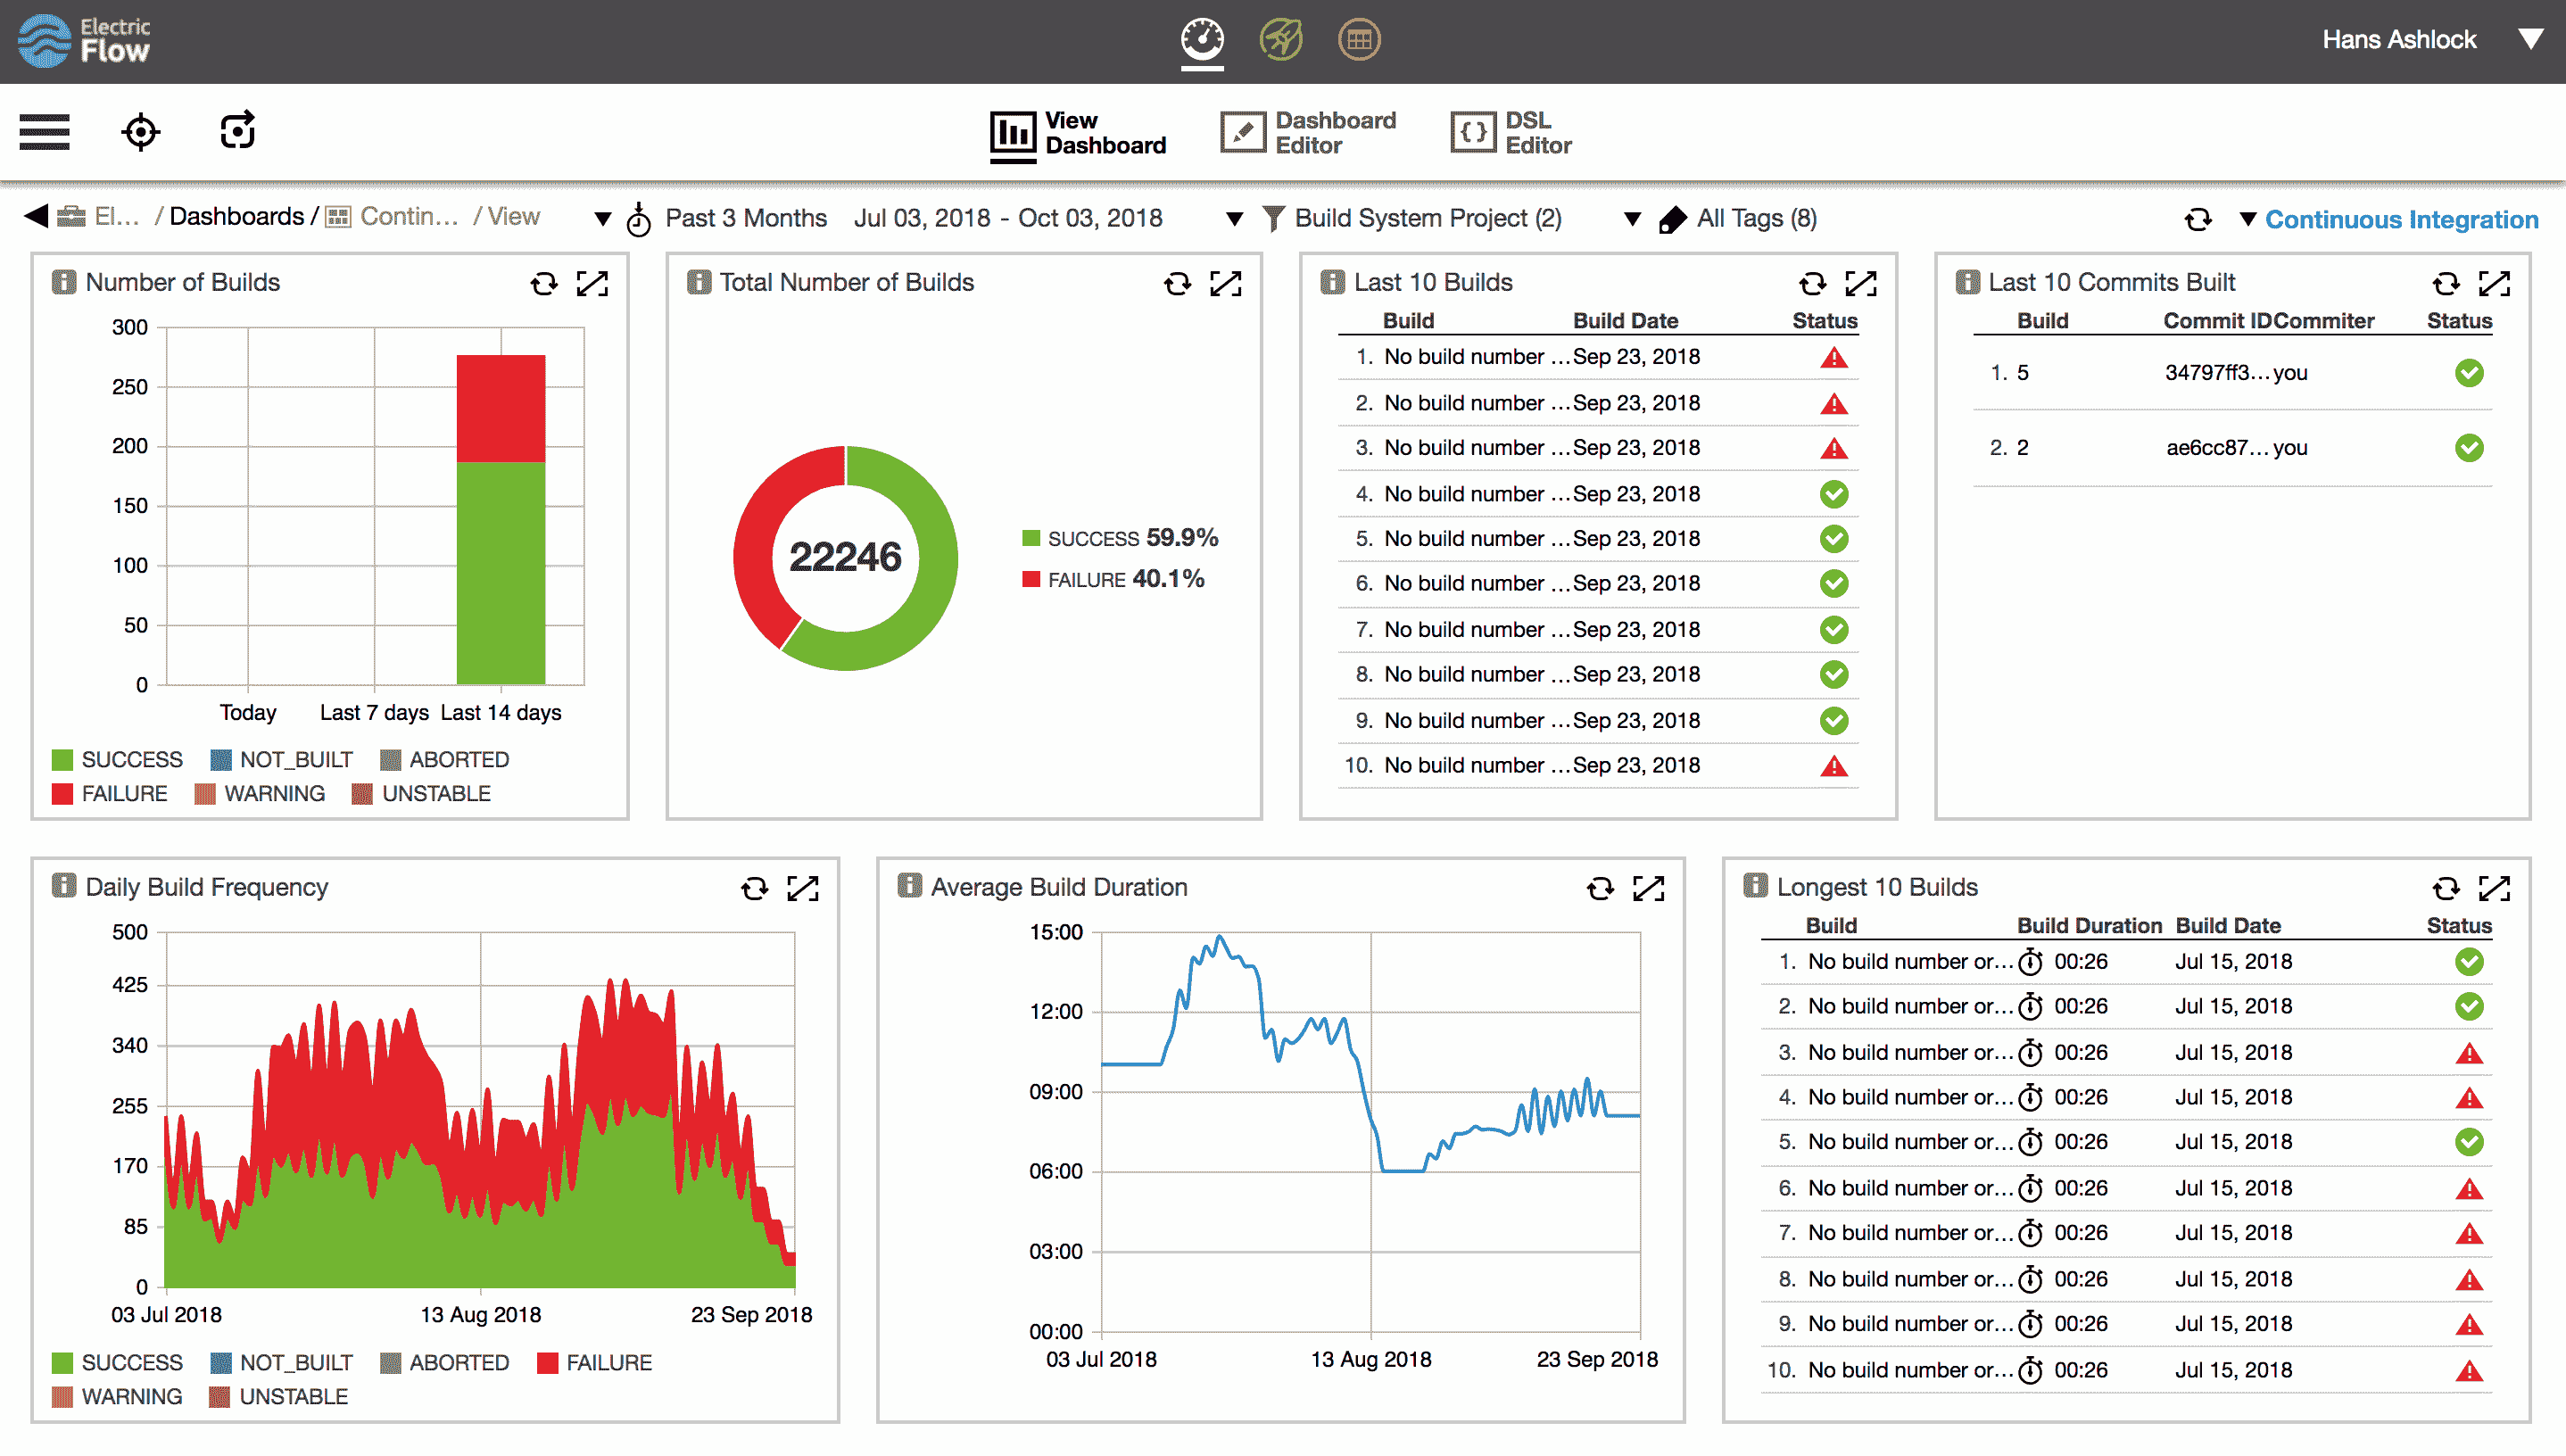 Electric
Flow
Hans Ashlock
View
Dashboard
Dashboard
Editor
DSL
Editor
El... / Dashboards / Contin... / View
Past 3 Months Jul 03, 2018 - Oct 03, 2018
Build System Project (2)
All Tags (8)
Continuous Integration
Number of Builds
300
250
200
150
100
50
0
Today Last 7 days Last 14 days
SUCCESS NOT_BUILT ABORTED
FAILURE WARNING UNSTABLE
Total Number of Builds
22246
SUCCESS 59.9%
FAILURE 40.1%
Last 10 Builds
Build Build Date Status
1. No build number ... Sep 23, 2018
2. No build number ... Sep 23, 2018
3. No build number ... Sep 23, 2018
4. No build number ... Sep 23, 2018
5. No build number ... Sep 23, 2018
6. No build number ... Sep 23, 2018
7. No build number ... Sep 23, 2018
8. No build number ... Sep 23, 2018
9. No build number ... Sep 23, 2018
10. No build number ... Sep 23, 2018
Last 10 Commits Built
Build Commit ID Commiter Status
1. 5 34797ff3... you
2. 2 ae6cc87... you
Daily Build Frequency
500
425
340
255
170
85
0
03 Jul 2018 13 Aug 2018 23 Sep 2018
SUCCESS NOT_BUILT ABORTED FAILURE
WARNING UNSTABLE
Average Build Duration
15:00
12:00
09:00
06:00
03:00
00:00
03 Jul 2018 13 Aug 2018 23 Sep 2018
Longest 10 Builds
Build Build Duration Build Date Status
1. No build number or... 00:26 Jul 15, 2018
2. No build number or... 00:26 Jul 15, 2018
3. No build number or... 00:26 Jul 15, 2018
4. No build number or... 00:26 Jul 15, 2018
5. No build number or... 00:26 Jul 15, 2018
6. No build number or... 00:26 Jul 15, 2018
7. No build number or... 00:26 Jul 15, 2018
8. No build number or... 00:26 Jul 15, 2018
9. No build number or... 00:26 Jul 15, 2018
10. No build number or... 00:26 Jul 15, 2018